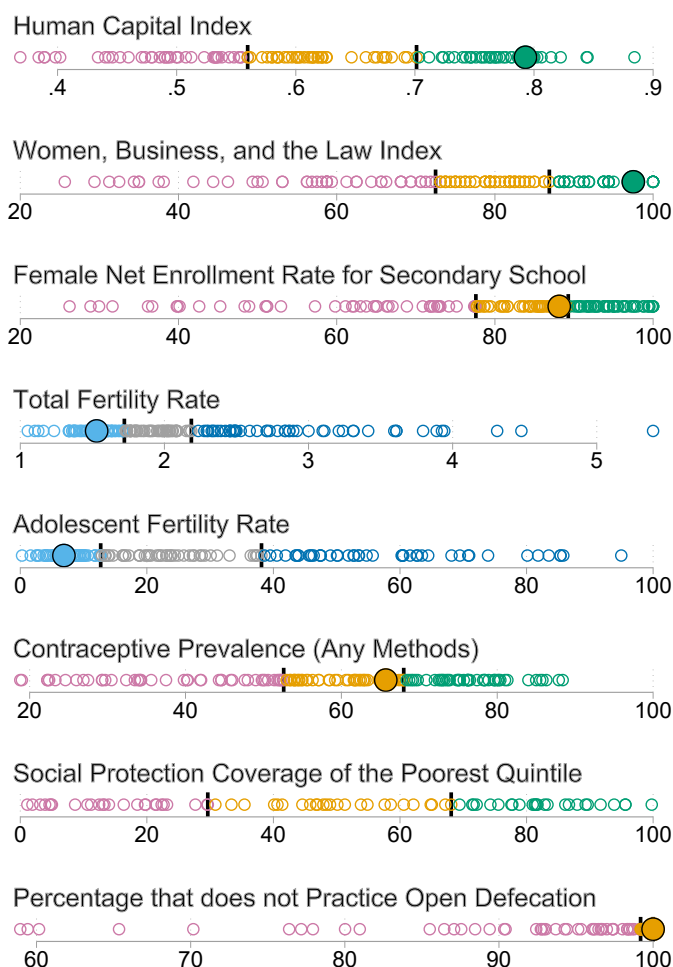 Human Capital Index
.4 .5 .6 .7 .8 .9
Women, Business, and the Law Index
20 40 60 80 100
Female Net Enrollment Rate for Secondary School
20 40 60 80 100
Total Fertility Rate
1 2 3 4 5
Adolescent Fertility Rate
0 20 40 60 80 100
Contraceptive Prevalence (Any Methods)
20 40 60 80 100
Social Protection Coverage of the Poorest Quintile
0 20 40 60 80 100
Percentage that does not Practice Open Defecation
60 70 80 90 100